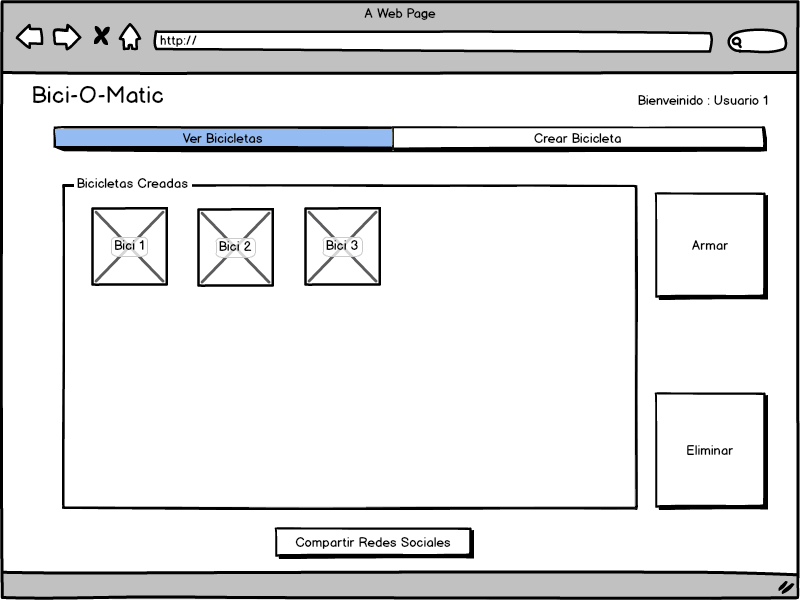 A Web Page
http://
Bici-O-Matic
Bienveinido : Usuario 1
Ver Bicicletas
Crear Bicicleta
Bicicletas Creadas
Bici 1
Bici 2
Bici 3
Armar
Eliminar
Compartir Redes Sociales